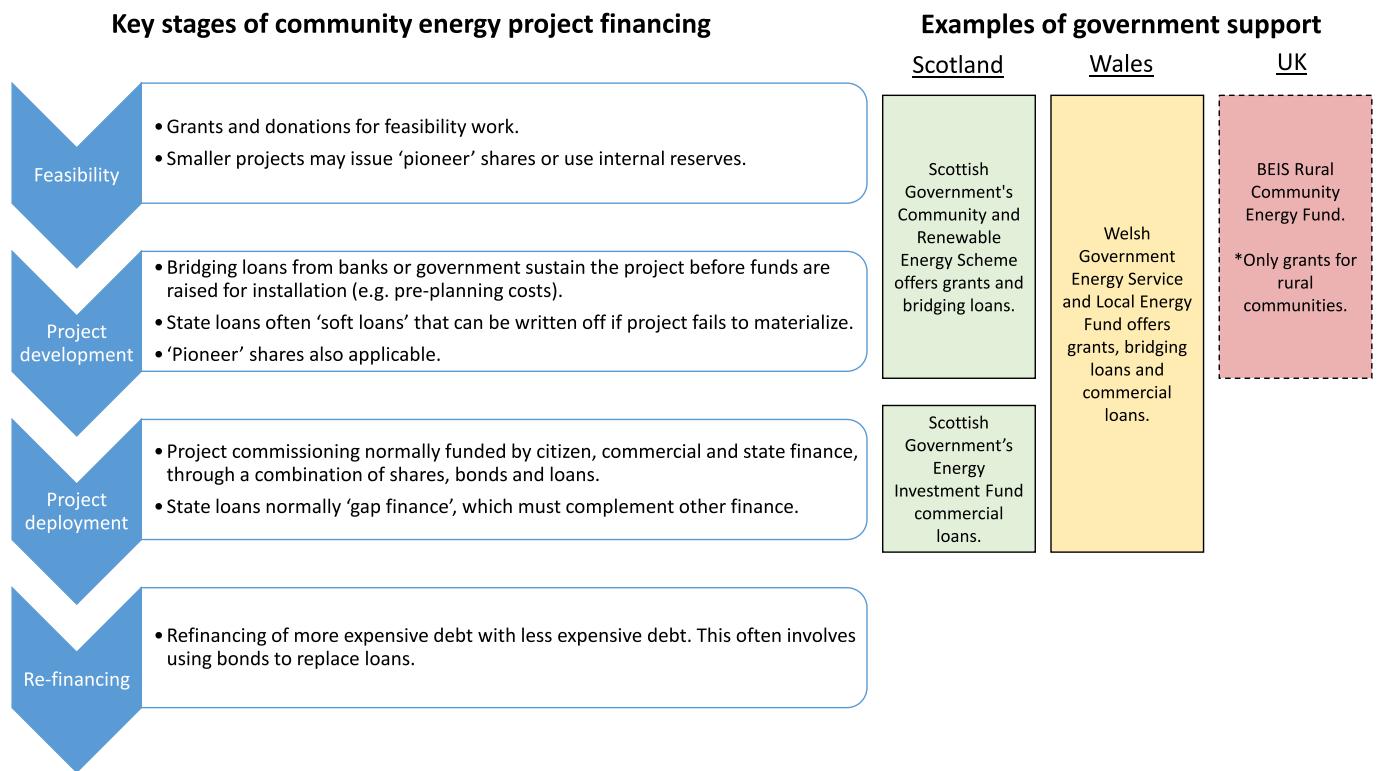 Key stages of community energy project financing
Feasibility
• Grants and donations for feasibility work.
• Smaller projects may issue ‘pioneer’ shares or use internal reserves.
Project
development
• Bridging loans from banks or government sustain the project before funds are
raised for installation (e.g. pre-planning costs).
• State loans often ‘soft loans’ that can be written off if project fails to materialize.
• ‘Pioneer’ shares also applicable.
Project
deployment
• Project commissioning normally funded by citizen, commercial and state finance,
through a combination of shares, bonds and loans.
• State loans normally ‘gap finance’, which must complement other finance.
Re-financing
• Refinancing of more expensive debt with less expensive debt. This often involves
using bonds to replace loans.
Examples of government support
Scotland
Scottish
Government's
Community and
Renewable
Energy Scheme
offers grants and
bridging loans.
Scottish
Government’s
Energy
Investment Fund
commercial
loans.
Wales
Welsh
Government
Energy Service
and Local Energy
Fund offers
grants, bridging
loans and
commercial
loans.
UK
BEIS Rural
Community
Energy Fund.
*Only grants for
rural
communities.